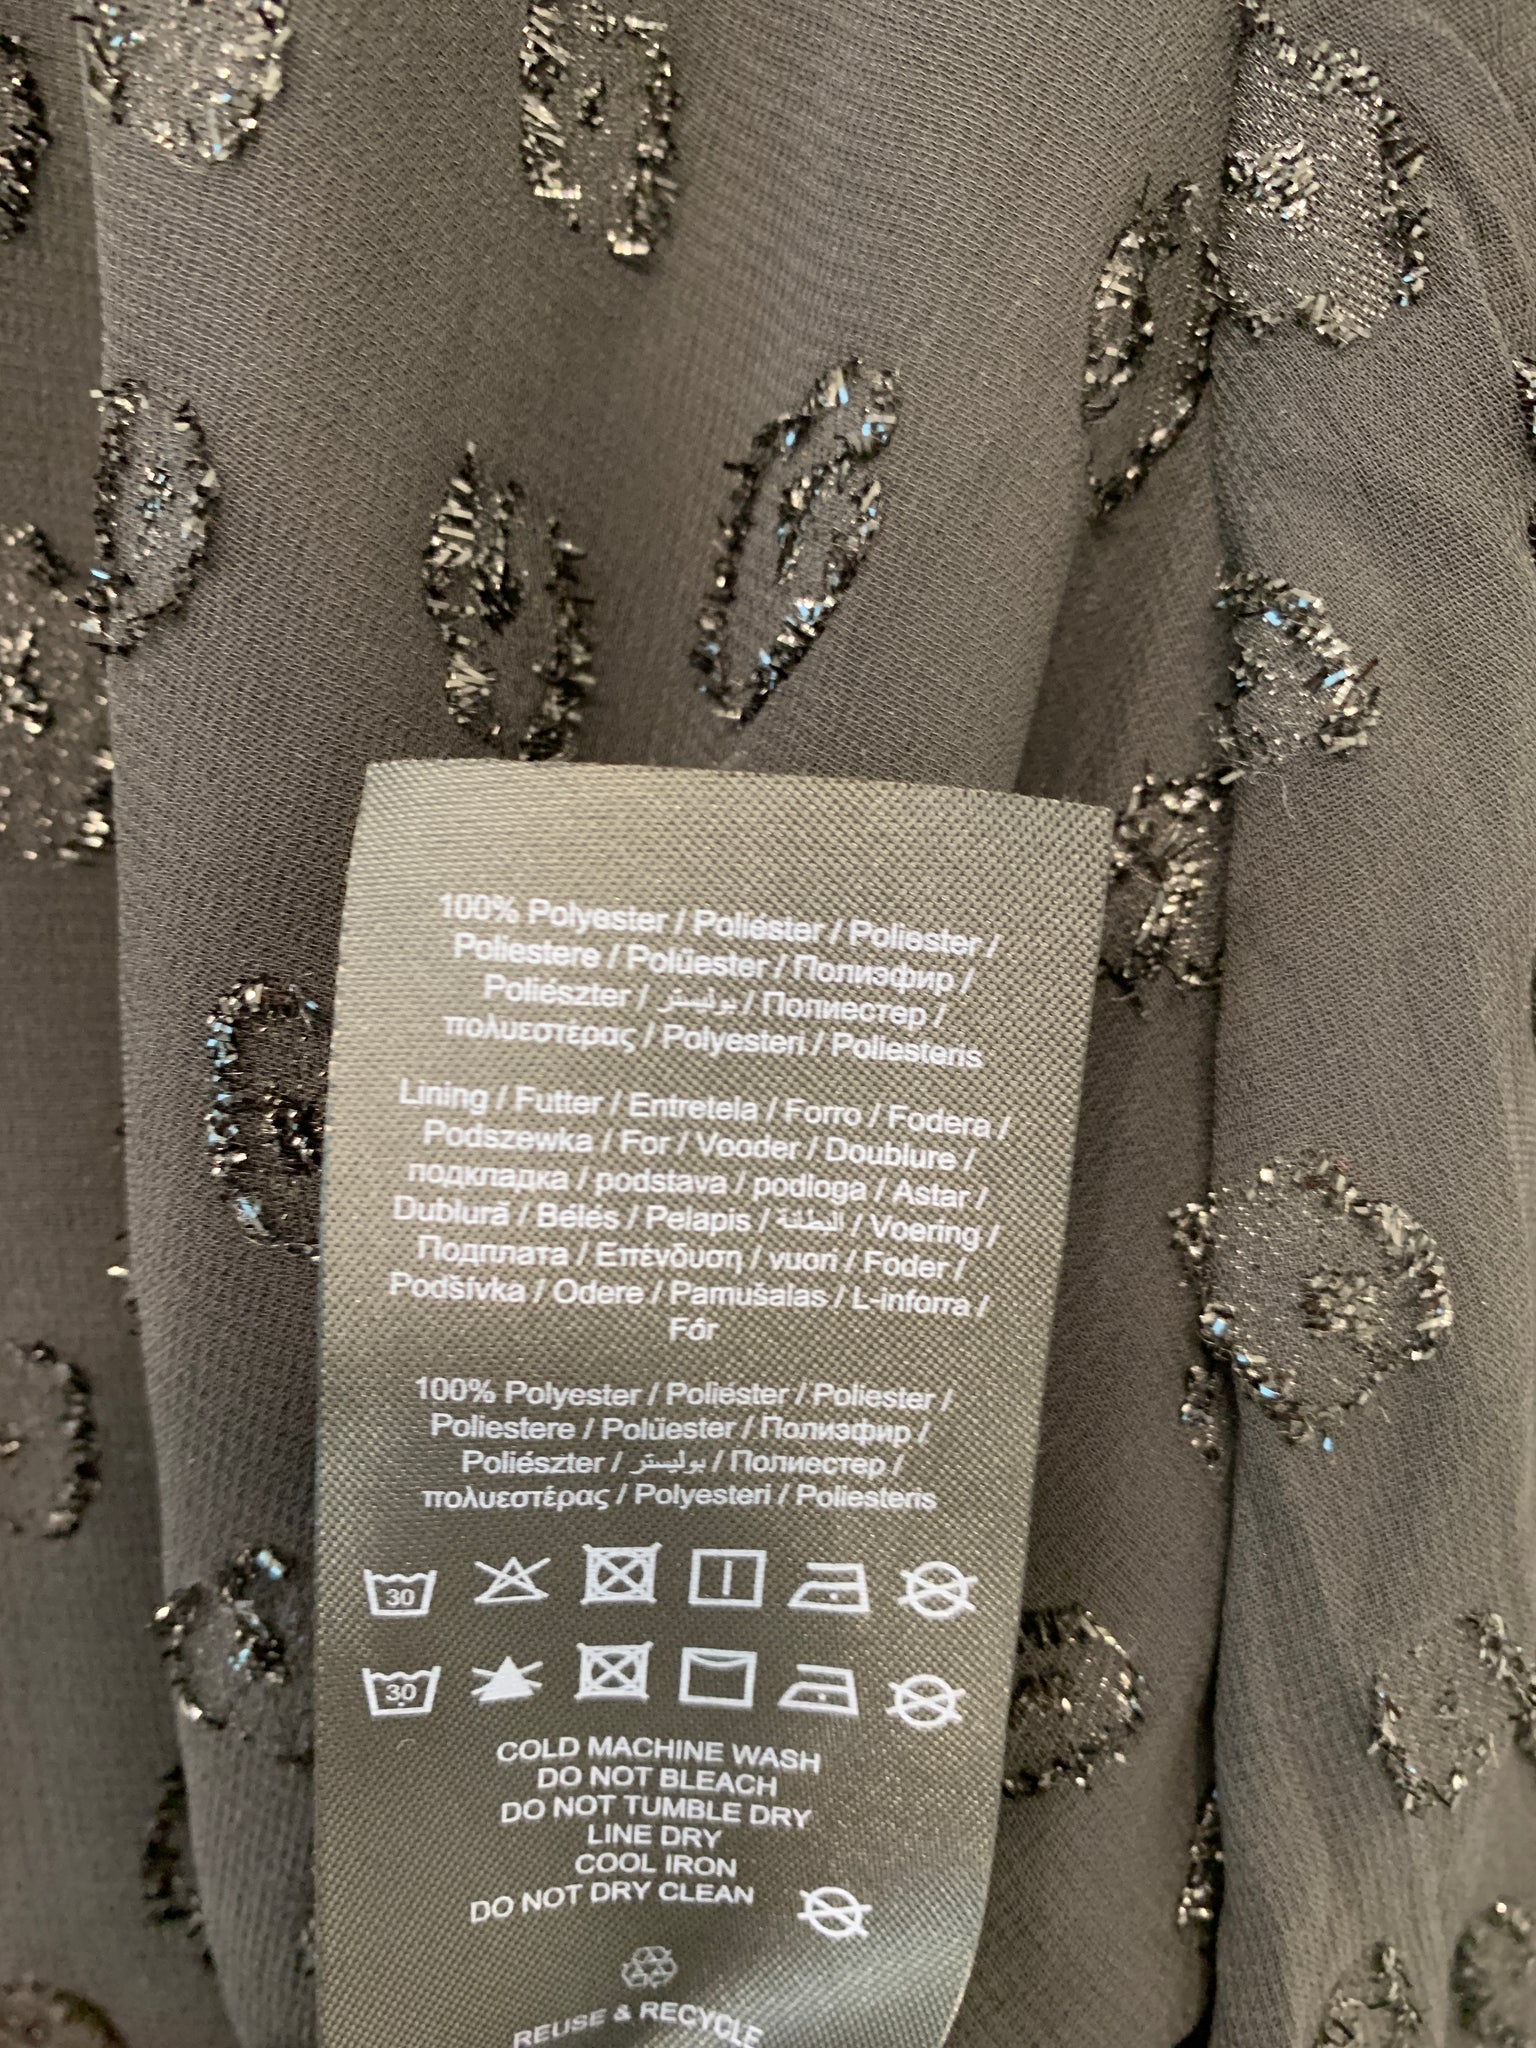 100% Polyester / Poliéster / Poliester /
Poliestere / Polüester / Полиэфир /
Poliészter / بوليستر / Полиестер /
πολυεστέρας / Polyesteri / Poliesteris
Lining / Futter / Entretela / Forro / Fodera /
Podszewka / For / Vooder / Doublure /
подкладка / podstava / podloga / Astar /
Dublură / Bélés / Pelapis / البطانة / Voering /
Подплата / Επένδυση / vuori / Foder /
Podšívka / Odere / Pamušalas / L-inforra /
Fór
100% Polyester / Poliéster / Poliester /
Poliestere / Polüester / Полиэфир /
Poliészter / بوليستر / Полиестер /
πολυεστέρας / Polyesteri / Poliesteris
30
30
COLD MACHINE WASH
DO NOT BLEACH
DO NOT TUMBLE DRY
LINE DRY
COOL IRON
DO NOT DRY CLEAN
REUSE & RECYCLE